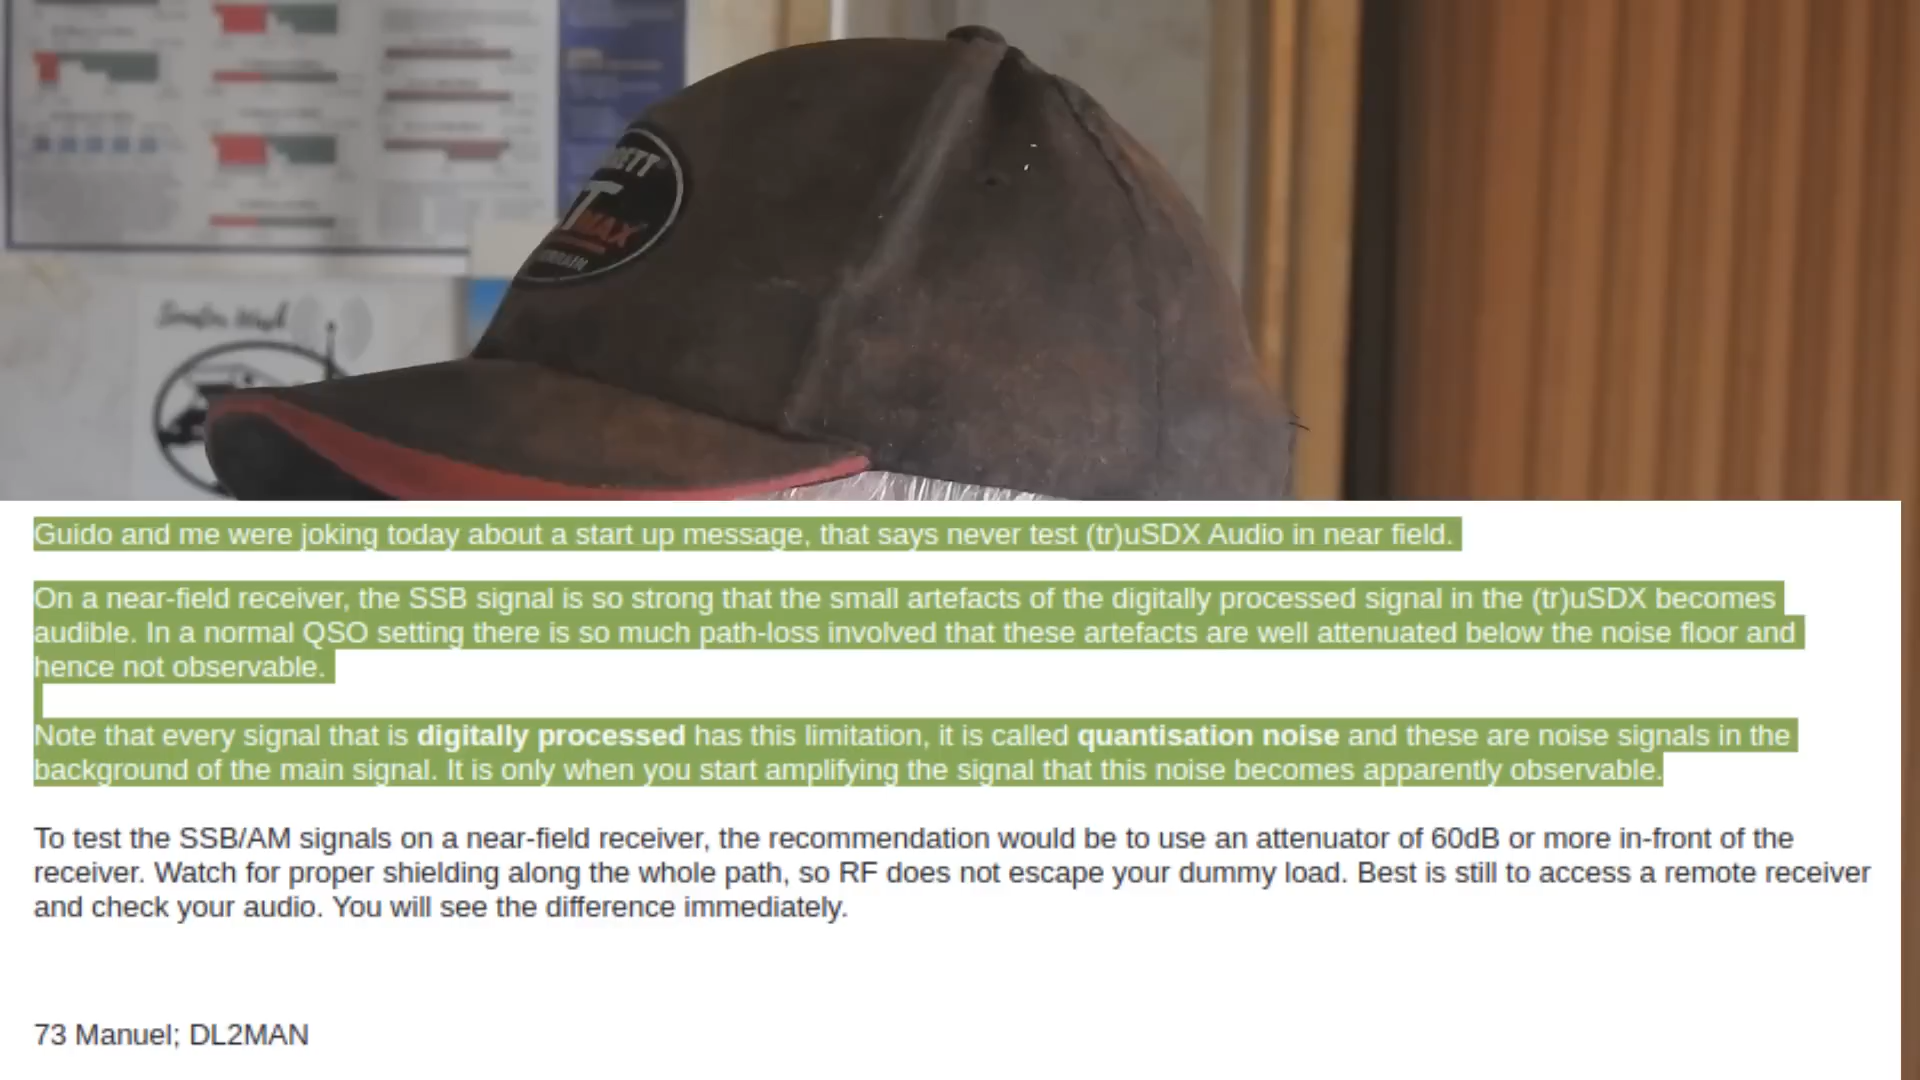 MAX
Guido and me were joking today about a start up message, that says never test (tr)uSDX Audio in near field.
On a near-field receiver, the SSB signal is so strong that the small artefacts of the digitally processed signal in the (tr)uSDX becomes
audible. In a normal QSO setting there is so much path-loss involved that these artefacts are well attenuated below the noise floor and
hence not observable.
Note that every signal that is digitally processed has this limitation, it is called quantisation noise and these are noise signals in the
background of the main signal. It is only when you start amplifying the signal that this noise becomes apparently observable.
To test the SSB/AM signals on a near-field receiver, the recommendation would be to use an attenuator of 60dB or more in-front of the
receiver. Watch for proper shielding along the whole path, so RF does not escape your dummy load. Best is still to access a remote receiver
and check your audio. You will see the difference immediately.
73 Manuel; DL2MAN